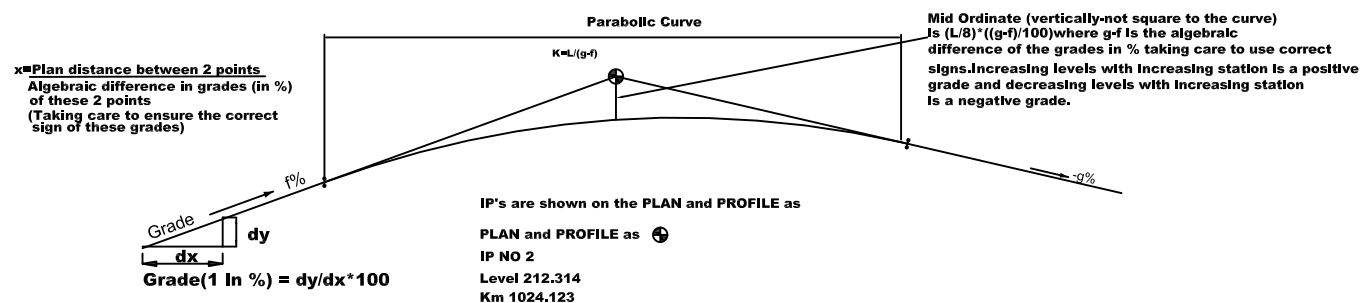 Parabolic Curve
K=L/(g-f)
Mid Ordinate (vertically-not square to the curve)
Is (L/8)*((g-f)/100)where g-f Is the algebraic
difference of the grades in % taking care to use correct
signs.Increasing levels with Increasing station Is a positive
grade and decreasing levels with Increasing station
Is a negative grade.
x=Plan distance between 2 points
Algebraic difference in grades (in %)
of these 2 points
(Taking care to ensure the correct
sign of these grades)
Grade
f%
-g%
dy
dx
Grade(1 In %) = dy/dx*100
IP's are shown on the PLAN and PROFILE as
PLAN and PROFILE as
IP NO 2
Level 212.314
Km 1024.123